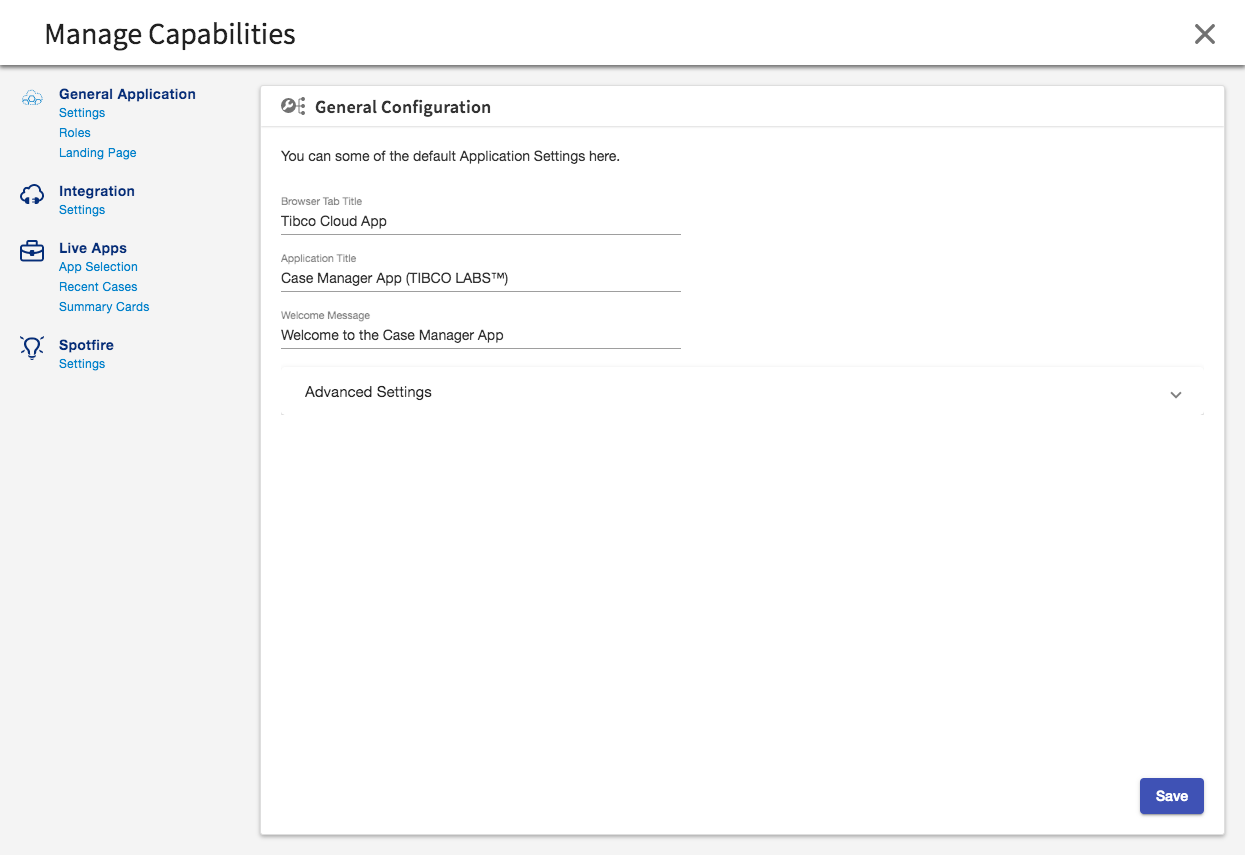 Manage Capabilities
General Application
Settings
Roles
Landing Page
Integration
Settings
Live Apps
App Selection
Recent Cases
Summary Cards
Spotfire
Settings
General Configuration
You can some of the default Application Settings here.
Browser Tab Title
Tibco Cloud App
Application Title
Case Manager App (TIBCO LABS™)
Welcome Message
Welcome to the Case Manager App
Advanced Settings
Save